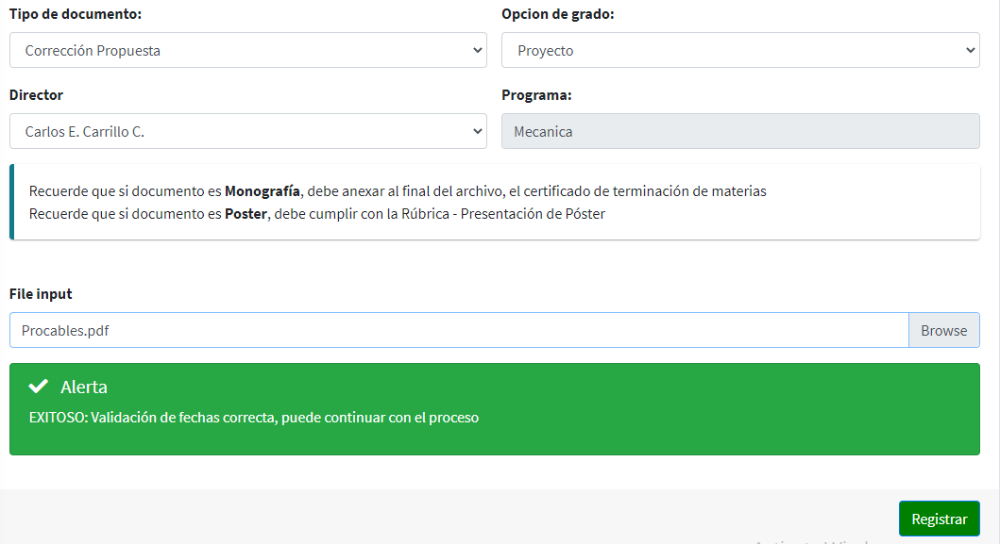 Tipo de documento:
Opcion de grado:
Corrección Propuesta
Proyecto
Director
Programa:
Carlos E. Carrillo C.
Mecanica
Recuerde que si documento es Monografía, debe anexar al final del archivo, el certificado de terminación de materias
Recuerde que si documento es Poster, debe cumplir con la Rúbrica - Presentación de Póster
File input
Procables.pdf
Browse
Alerta
EXITOSO: Validación de fechas correcta, puede continuar con el proceso
Registrar